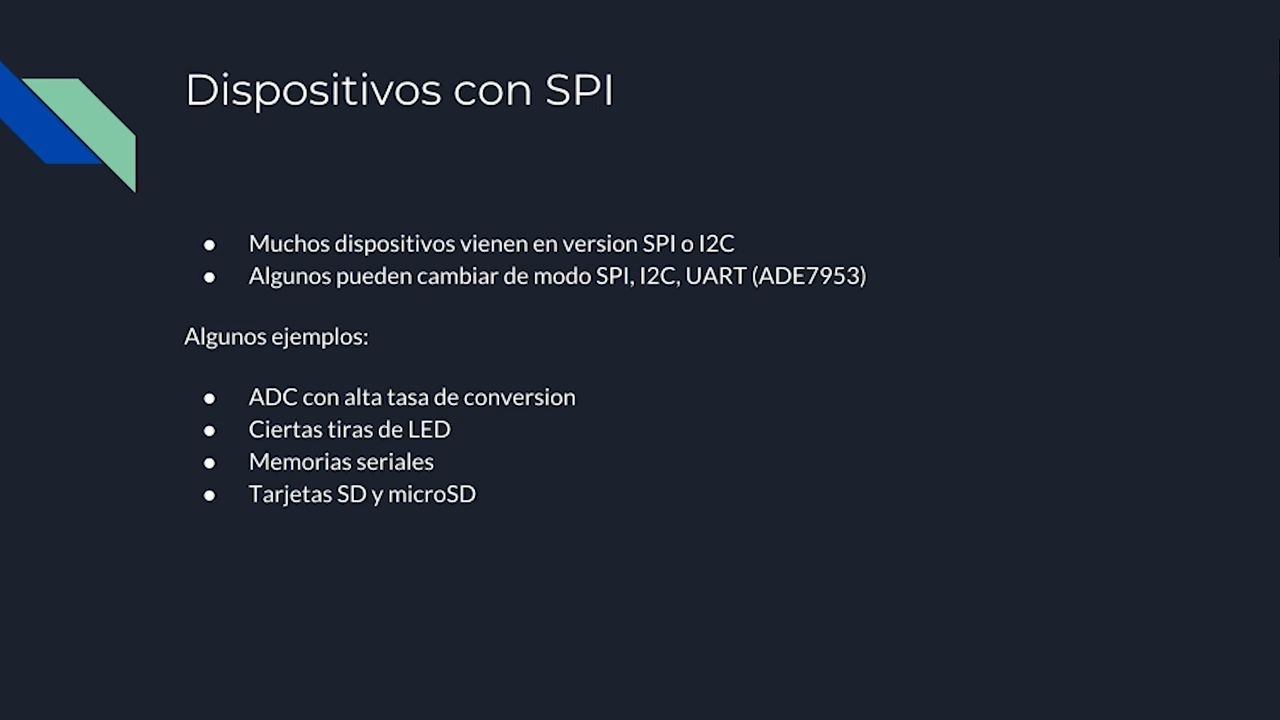 Dispositivos con SPI
● Muchos dispositivos vienen en version SPI o I2C
● Algunos pueden cambiar de modo SPI, I2C, UART (ADE7953)
Algunos ejemplos:
● ADC con alta tasa de conversion
● Ciertas tiras de LED
● Memorias seriales
● Tarjetas SD y microSD